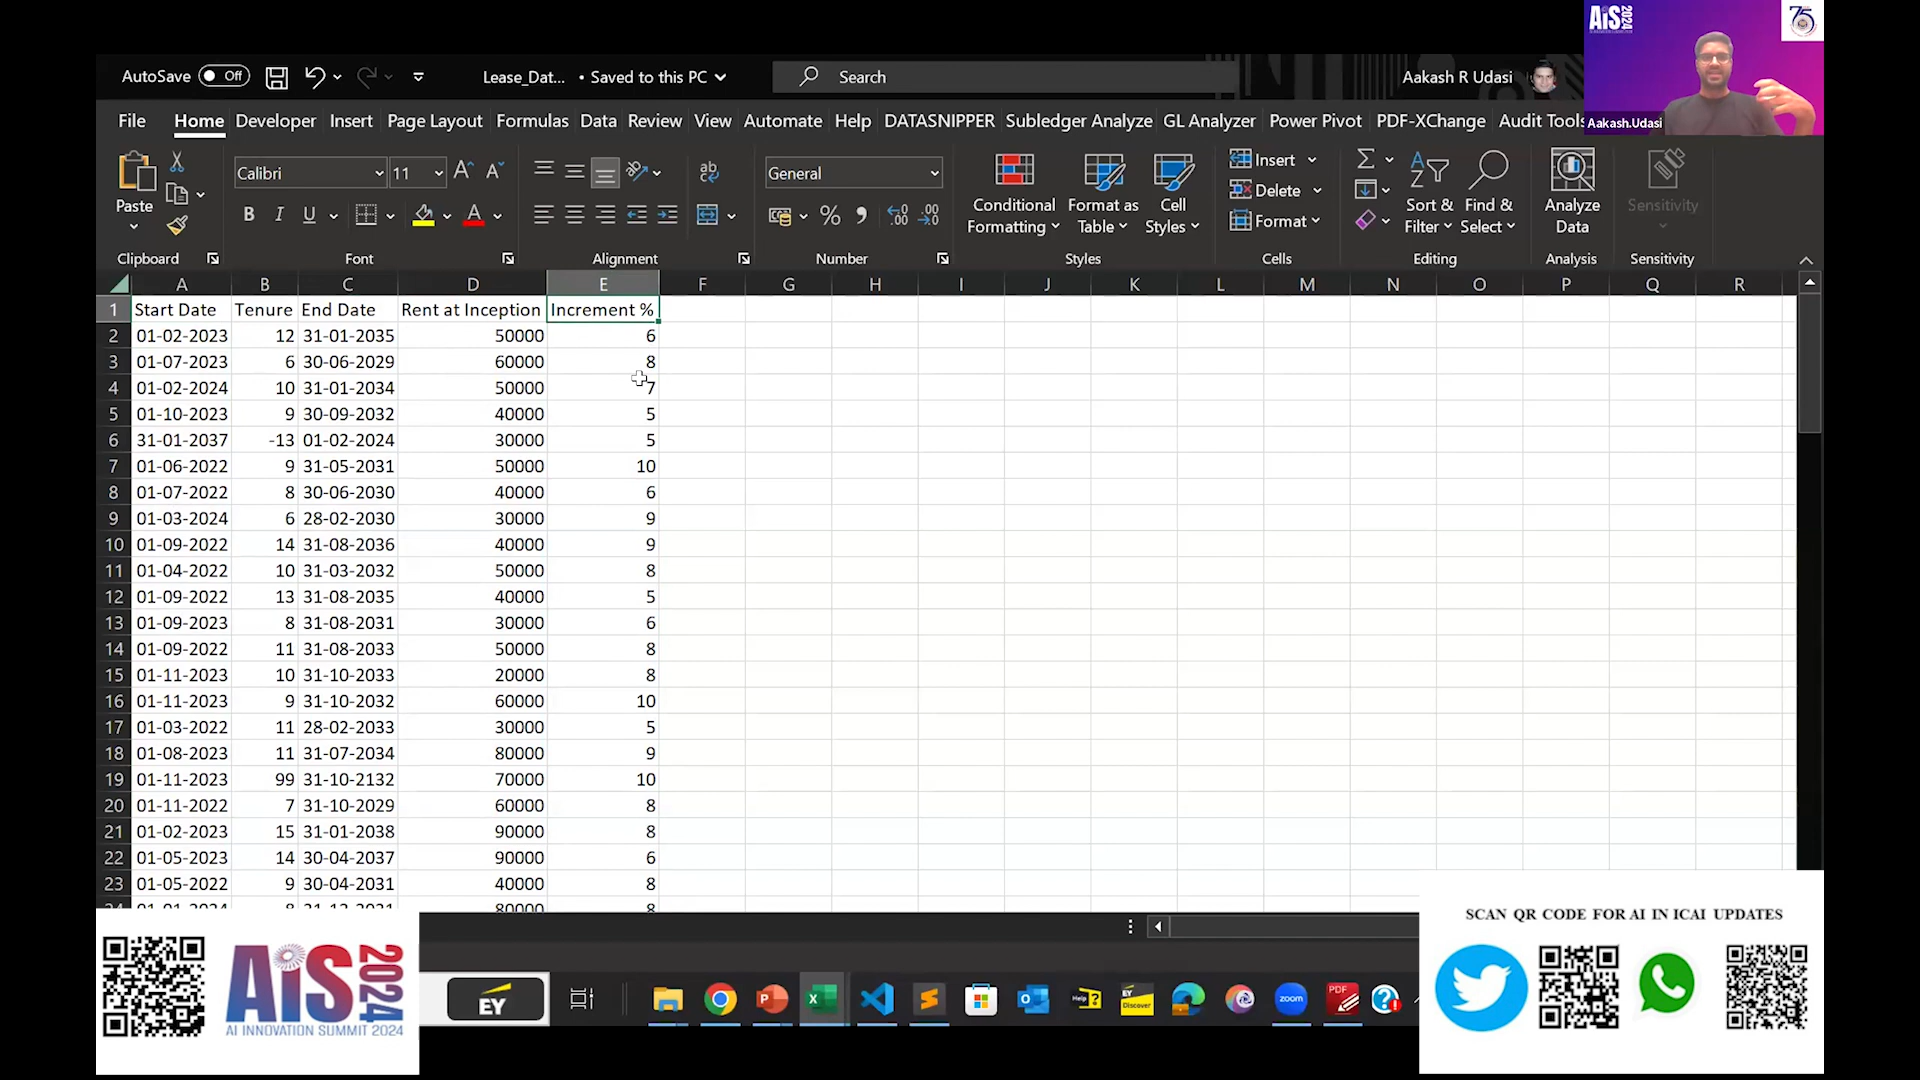 AutoSave Off Lease_Dat... • Saved to this PC Search Aakash R Udasi
AiS 2024 75
Aakash.Udasi
File Home Developer Insert Page Layout Formulas Data Review View Automate Help DATASNIPPER Subledger Analyze GL Analyzer Power Pivot PDF-XChange Audit Tools
Paste Calibri 11 General Conditional Formatting Format as Table Cell Styles Insert Delete Format Sort & Filter Find & Select Analyze Data Sensitivity
Clipboard Font Alignment Number Styles Cells Editing Analysis Sensitivity
A B C D E F G H I J K L M N O P Q R
1 Start Date Tenure End Date Rent at Inception Increment %
2 01-02-2023 12 31-01-2035 50000 6
3 01-07-2023 6 30-06-2029 60000 8
4 01-02-2024 10 31-01-2034 50000 7
5 01-10-2023 9 30-09-2032 40000 5
6 31-01-2037 -13 01-02-2024 30000 5
7 01-06-2022 9 31-05-2031 50000 10
8 01-07-2022 8 30-06-2030 40000 6
9 01-03-2024 6 28-02-2030 30000 9
10 01-09-2022 14 31-08-2036 40000 9
11 01-04-2022 10 31-03-2032 50000 8
12 01-09-2022 13 31-08-2035 40000 5
13 01-09-2023 8 31-08-2031 30000 6
14 01-09-2022 11 31-08-2033 50000 8
15 01-11-2023 10 31-10-2033 20000 8
16 01-11-2023 9 31-10-2032 60000 10
17 01-03-2022 11 28-02-2033 30000 5
18 01-08-2023 11 31-07-2034 80000 9
19 01-11-2023 99 31-10-2132 70000 10
20 01-11-2022 7 31-10-2029 60000 8
21 01-02-2023 15 31-01-2038 90000 8
22 01-05-2023 14 30-04-2037 90000 6
23 01-05-2022 9 30-04-2031 40000 8
SCAN QR CODE FOR AI IN ICAI UPDATES
AiS 2024
AI INNOVATION SUMMIT 2024
EY
Help
EY Discover
zoom
PDF